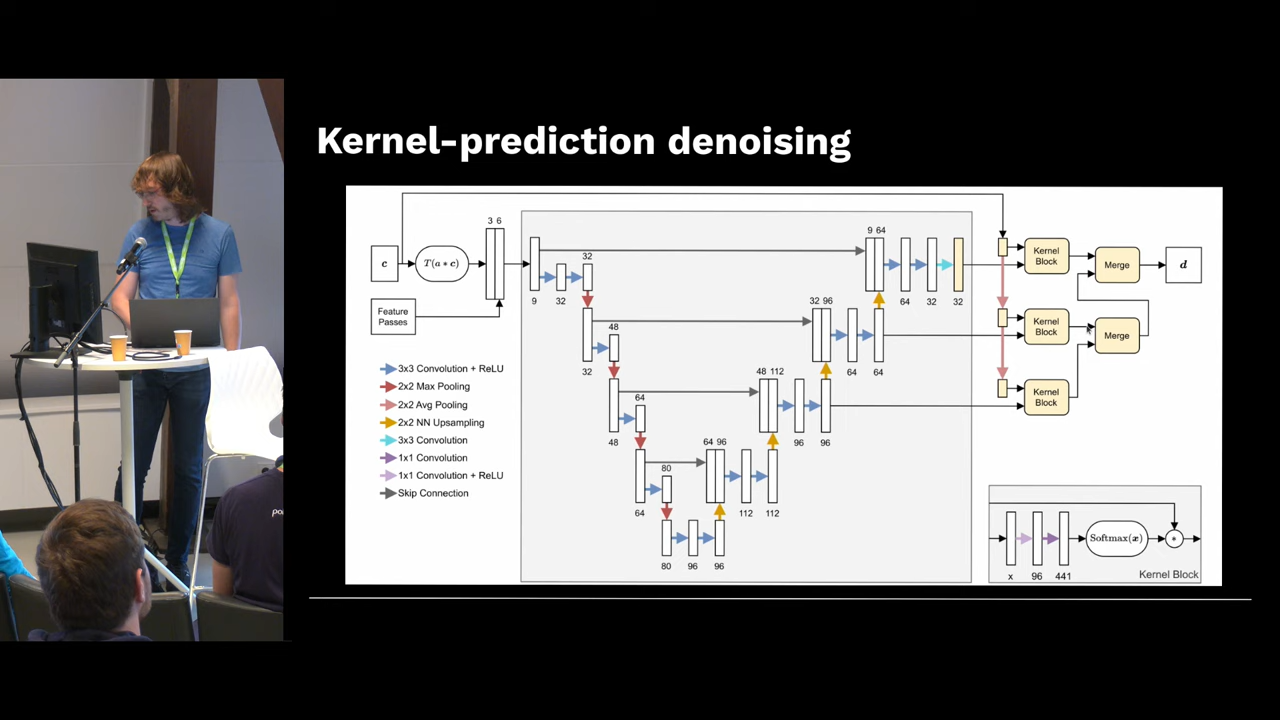 Kernel-prediction denoising
3 6
c
T(a * c)
Feature
Passes
9
32
32
32
48
48
64
64
80
80
96
96
64 96
112
112
48 112
96
96
32 96
64
64
9 64
64
32
32
Kernel
Block
Merge
d
Kernel
Block
Merge
Kernel
Block
3x3 Convolution + ReLU
2x2 Max Pooling
2x2 Avg Pooling
2x2 NN Upsampling
3x3 Convolution
1x1 Convolution
1x1 Convolution + ReLU
Skip Connection
Softmax(x)
*
x
96
441
Kernel Block